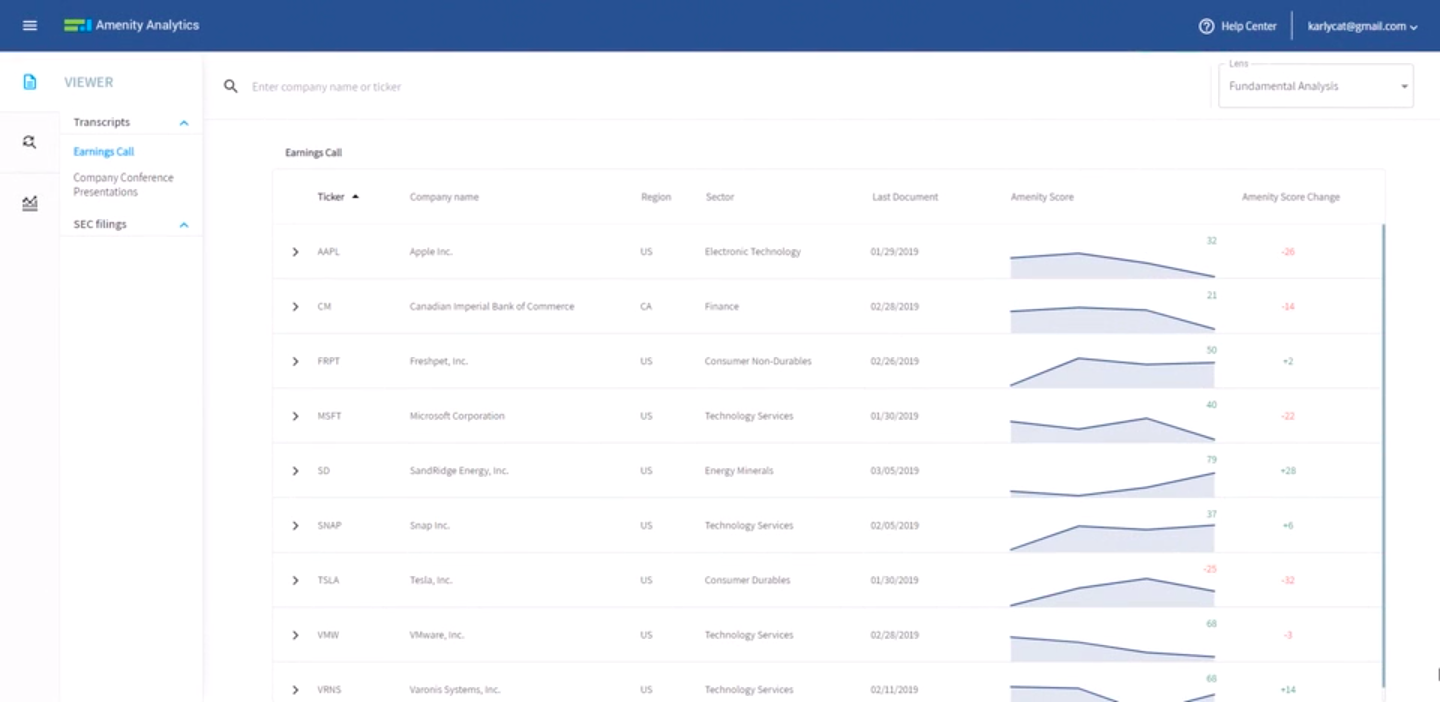 Amenity Analytics
Help Center
karlycat@gmail.com
VIEWER
Transcripts
Earnings Call
Company Conference
Presentations
SEC filings
Enter company name or ticker
Lens
Fundamental Analysis
Earnings Call
Ticker Company name Region Sector Last Document Amenity Score Amenity Score Change
AAPL Apple Inc. US Electronic Technology 01/29/2019 32 -26
CM Canadian Imperial Bank of Commerce CA Finance 02/28/2019 21 -14
FRPT Freshpet, Inc. US Consumer Non-Durables 02/26/2019 50 +2
MSFT Microsoft Corporation US Technology Services 01/30/2019 40 -22
SD SandRidge Energy, Inc. US Energy Minerals 03/05/2019 79 +28
SNAP Snap Inc. US Technology Services 02/05/2019 37 +6
TSLA Tesla, Inc. US Consumer Durables 01/30/2019 -25 -32
VMW VMware, Inc. US Technology Services 02/28/2019 68 -3
VRNS Varonis Systems, Inc. US Technology Services 02/11/2019 68 +14